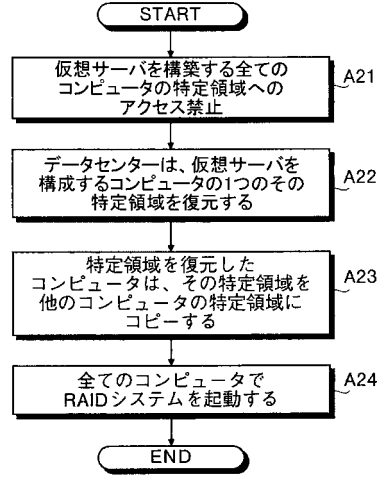 START
仮想サーバを構築する全ての
コンピュータの特定領域への
アクセス禁止
A21
データセンターは、仮想サーバを
構成するコンピュータの1つのその
特定領域を復元する
A22
特定領域を復元した
コンピュータは、その特定領域を
他のコンピュータの特定領域に
コピーする
A23
全てのコンピュータで
RAIDシステムを起動する
A24
END